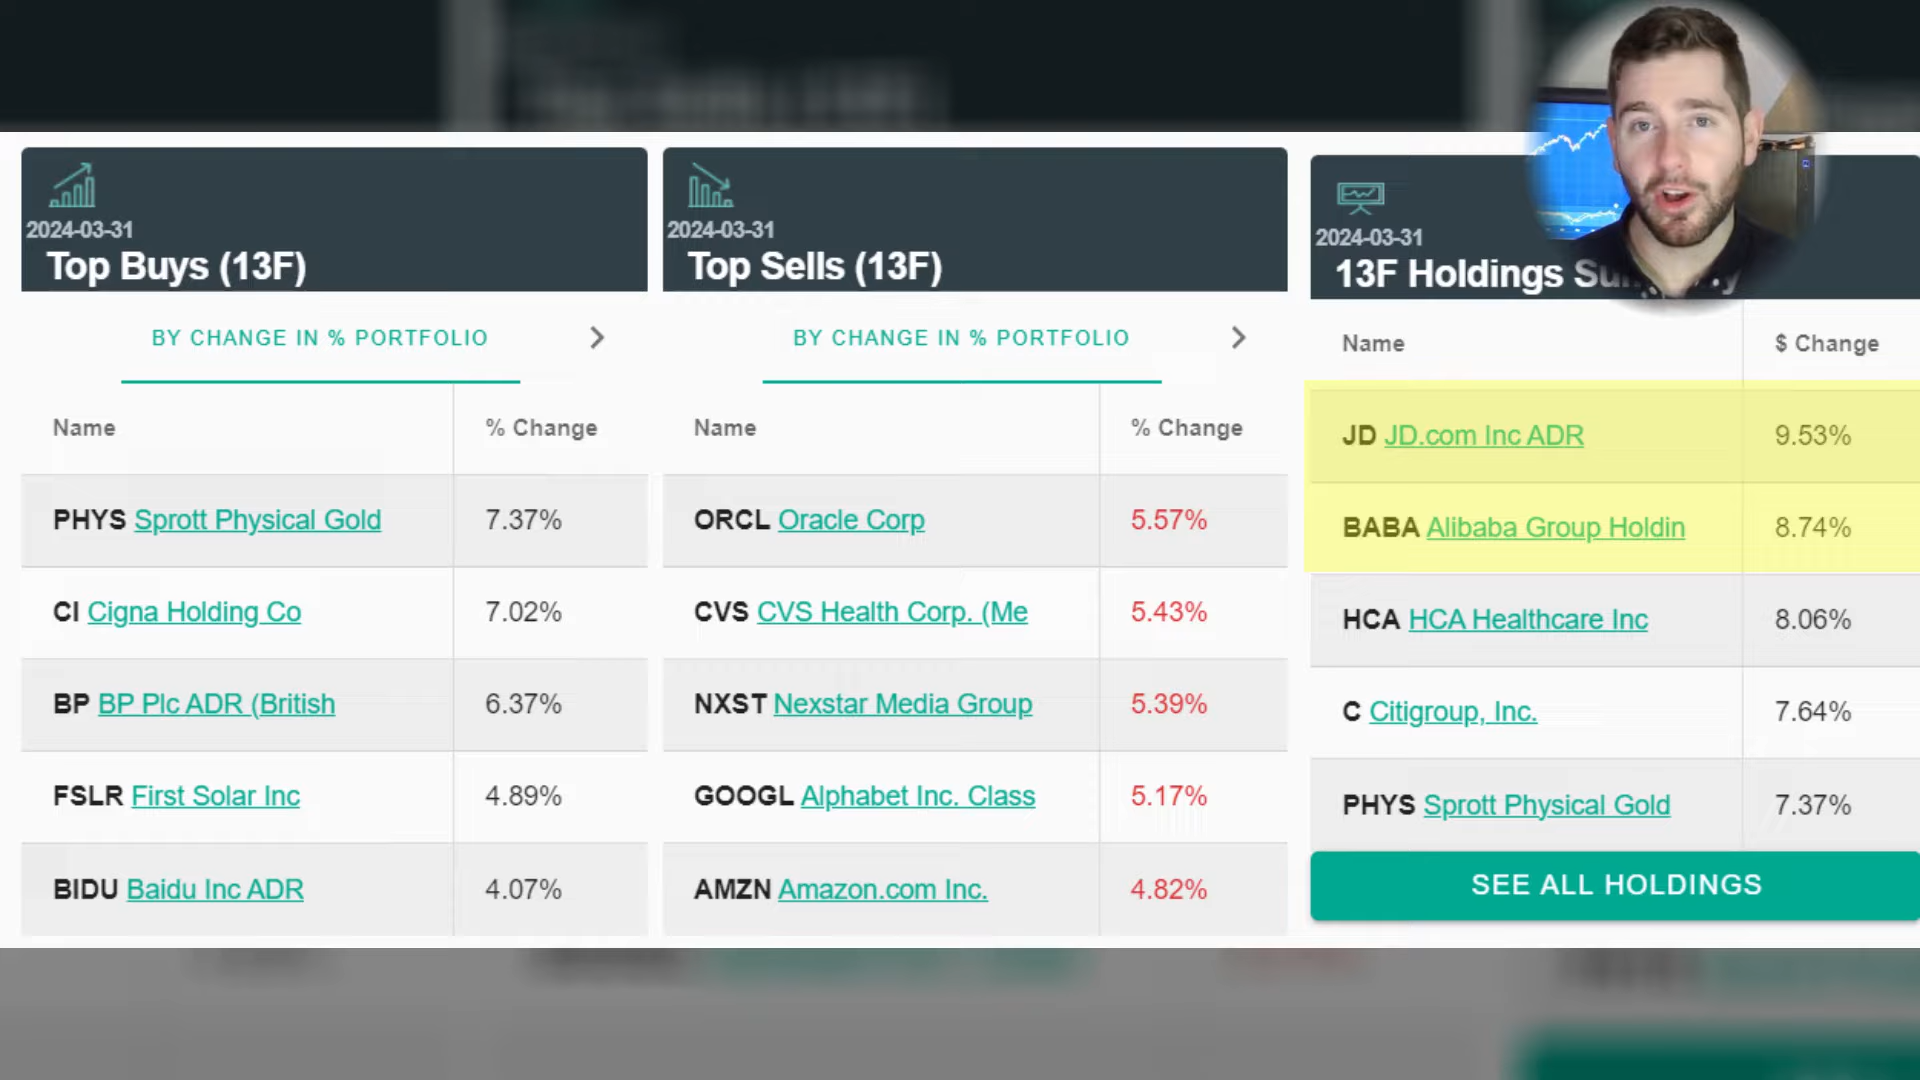 2024-03-31
Top Buys (13F)
BY CHANGE IN % PORTFOLIO
Name % Change
PHYS Sprott Physical Gold 7.37%
CI Cigna Holding Co 7.02%
BP BP Plc ADR (British 6.37%
FSLR First Solar Inc 4.89%
BIDU Baidu Inc ADR 4.07%
2024-03-31
Top Sells (13F)
BY CHANGE IN % PORTFOLIO
Name % Change
ORCL Oracle Corp 5.57%
CVS CVS Health Corp. (Me 5.43%
NXST Nexstar Media Group 5.39%
GOOGL Alphabet Inc. Class 5.17%
AMZN Amazon.com Inc. 4.82%
2024-03-31
13F Holdings
Name $ Change
JD JD.com Inc ADR 9.53%
BABA Alibaba Group Holdin 8.74%
HCA HCA Healthcare Inc 8.06%
C Citigroup, Inc. 7.64%
PHYS Sprott Physical Gold 7.37%
SEE ALL HOLDINGS